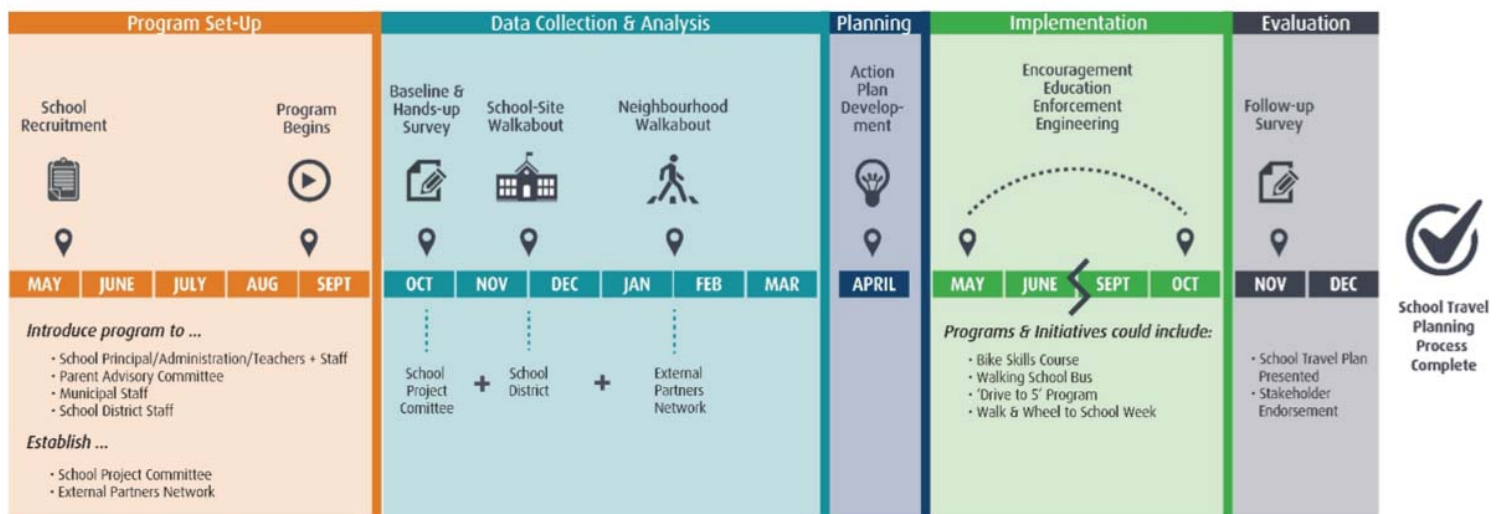 Program Set-Up
Data Collection & Analysis
Planning
Implementation
Evaluation
School
Recruitment
Program
Begins
Baseline &
Hands-up
Survey
School-Site
Walkabout
Neighbourhood
Walkabout
Action
Plan
Develop-
ment
Encouragement
Education
Enforcement
Engineering
Follow-up
Survey
MAY
JUNE
JULY
AUG
SEPT
OCT
NOV
DEC
JAN
FEB
MAR
APRIL
MAY
JUNE
SEPT
OCT
NOV
DEC
Introduce program to ...
• School Principal/Administration/Teachers + Staff
• Parent Advisory Committee
• Municipal Staff
• School District Staff
Establish ...
• School Project Committee
• External Partners Network
School
Project
Comittee
+
School
District
+
External
Partners
Network
Programs & Initiatives could include:
• Bike Skills Course
• Walking School Bus
• 'Drive to 5' Program
• Walk & Wheel to School Week
• School Travel Plan
Presented
• Stakeholder
Endorsement
School Travel
Planning
Process
Complete